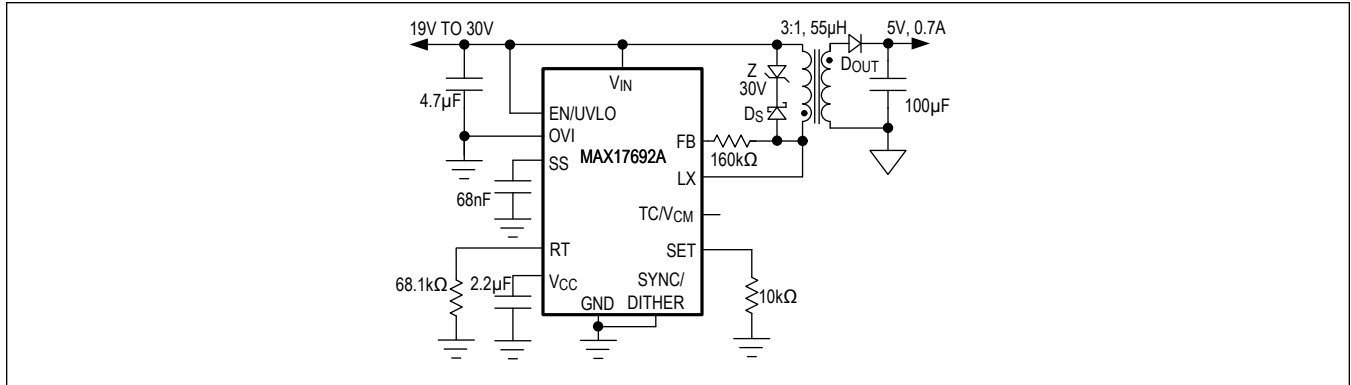 19V TO 30V
3:1, 55µH
5V, 0.7A
VIN
Z
30V
DOUT
4.7µF
EN/UVLO
100µF
OVI
DS
MAX17692A
FB
SS
160kΩ
LX
68nF
TC/VCM
RT
SET
68.1kΩ
2.2µF
VCC
SYNC/
DITHER
10kΩ
GND